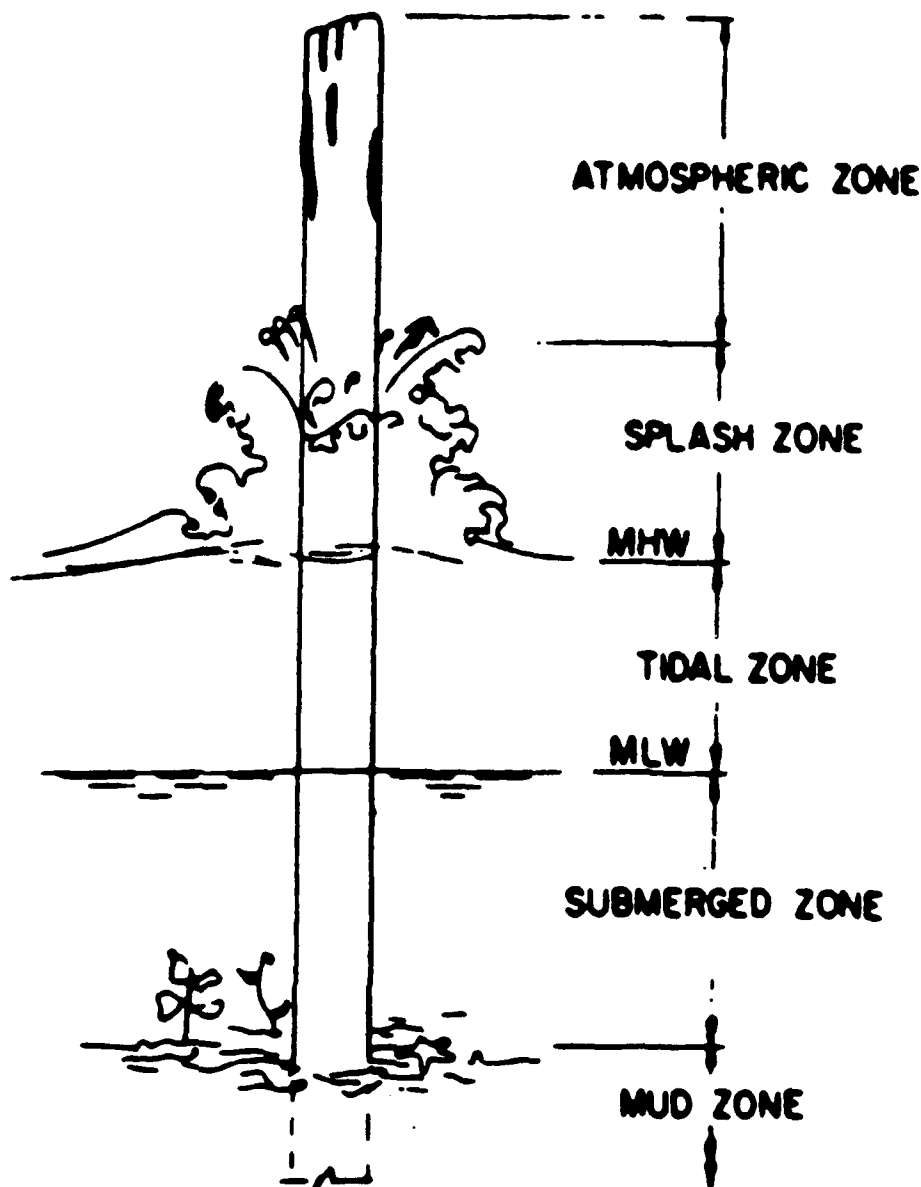 ATMOSPHERIC ZONE
SPLASH ZONE
MHW
TIDAL ZONE
MLW
SUBMERGED ZONE
MUD ZONE